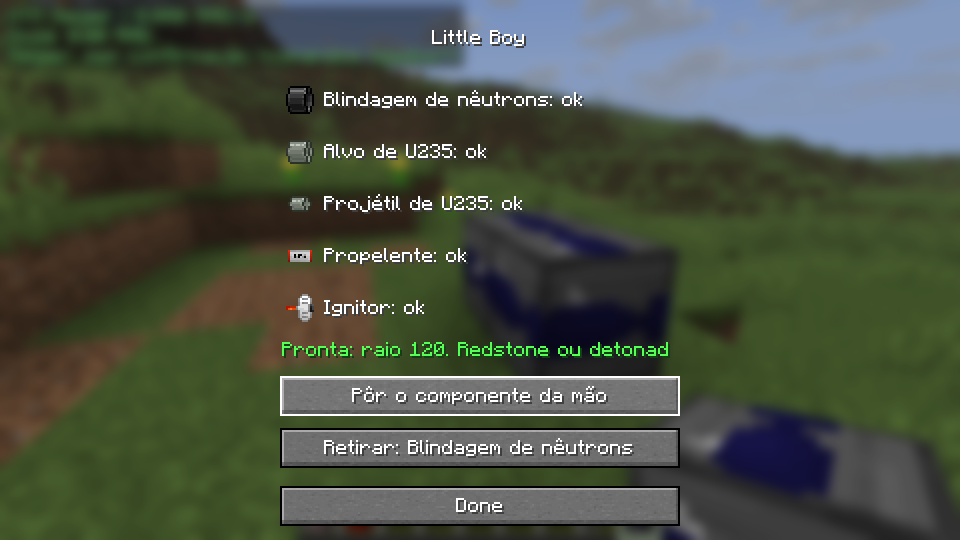 Little Boy
Blindagem de nêutrons: ok
Alvo de U235: ok
Projétil de U235: ok
Propelente: ok
Ignitor: ok
Pronta: raio 120. Redstone ou detonad
Pôr o componente da mão
Retirar: Blindagem de nêutrons
Done